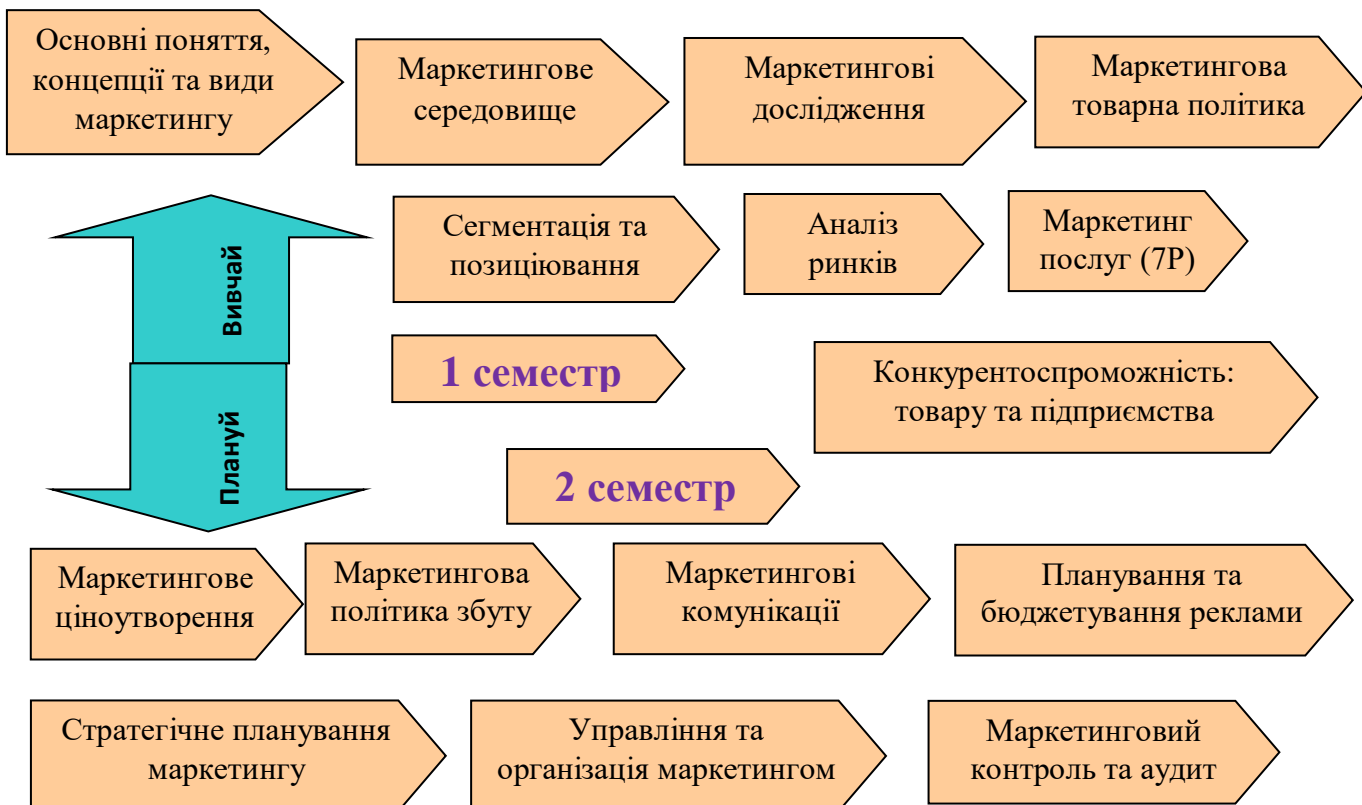 Основні поняття,
концепції та види
маркетингу
Маркетингове
середовище
Маркетингові
дослідження
Маркетингова
товарна політика
Вивчай
Сегментація та
позиціювання
Аналіз
ринків
Маркетинг
послуг (7Р)
1 семестр
Конкурентоспроможність:
товару та підприємства
Плануй
2 семестр
Маркетингове
ціноутворення
Маркетингова
політика збуту
Маркетингові
комунікації
Планування та
бюджетування реклами
Стратегічне планування
маркетингу
Управління та
організація маркетингом
Маркетинговий
контроль та аудит